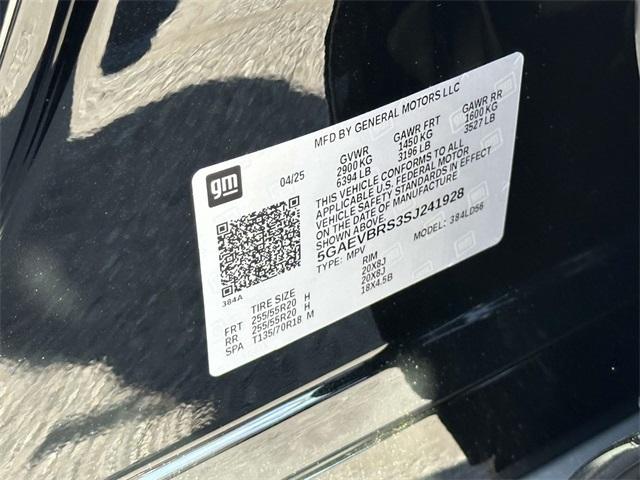 MFD BY GENERAL MOTORS LLC
gm
04/25
GVWR GAWR FRT GAWR RR
2900 KG 1450 KG 1600 KG
6394 LB 3196 LB 3527 LB
THIS VEHICLE CONFORMS TO ALL
APPLICABLE U.S. FEDERAL MOTOR
VEHICLE SAFETY STANDARDS IN EFFECT
ON THE DATE OF MANUFACTURE
SHOWN ABOVE.
5GAEVBRS3SJ241928
TYPE: MPV MODEL: 384LD56
384A
TIRE SIZE RIM
FRT 255/55R20 H 20X8J
RR 255/55R20 H 20X8J
SPA T135/70R18 M 18X4.5B